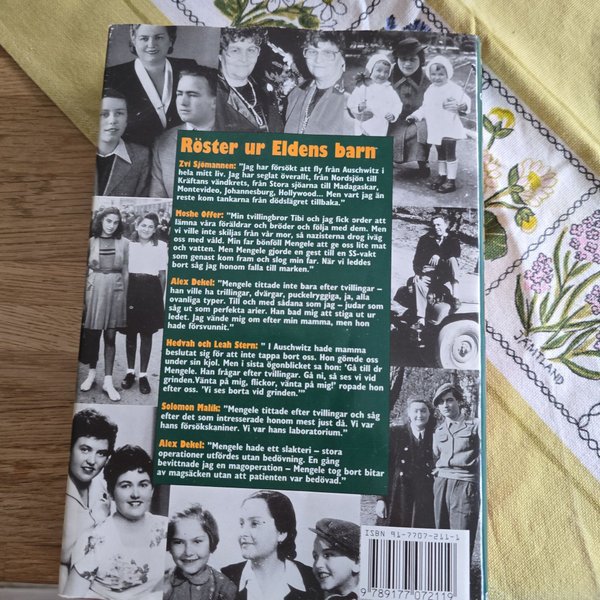 Röster ur Eldens barn
Zvi Sjömannen: "Jag har försökt att fly från Auschwitz i
hela mitt liv. Jag har seglat överallt, från Nordsjön till
Kräftans vändkrets, från Stora sjöarna till Madagaskar,
Montevideo, Johannesburg, Hollywood... Men vart jag än
reste kom tankarna från dödslägret tillbaka."
Moshe Offer: "Min tvillingbror Tibi och jag fick order att
lämna våra föräldrar och bröder och följa med dem. Men
vi ville inte skiljas från vår mor, så nazisterna drog iväg
oss med våld. Min far bönföll Mengele att ge oss lite mat
och vatten. Men Mengele gjorde en gest till en SS-vakt
som genast kom fram och slog min far. När vi leddes
bort såg jag honom falla till marken."
Alex Dekel: "Mengele tittade inte bara efter tvillingar –
han ville ha trillingar, dvärgar, puckelryggiga, ja, alla
ovanliga typer. Till och med sådana som jag – judar som
såg ut som perfekta arier. Han bad mig att stiga ut ur
ledet. Jag vände mig om efter min mamma, men hon
hade försvunnit."
Hedvah och Leah Stern: " I Auschwitz hade mamma
beslutat sig för att inte tappa bort oss. Hon gömde oss
under sin kjol. Men i sista ögonblicket sa hon: 'Gå till dr
Mengele. Han frågar efter tvillingar. Gå ni, så ses vi vid
grinden.'Vänta på mig, flickor, vänta på mig!' ropade hon
efter oss. 'Vi ses borta vid grinden.'"
Solomon Malik: "Mengele tittade efter tvillingar och såg
efter det som intresserade honom mest just då. Vi var
hans försökskaniner. Vi var hans laboratorium."
Alex Dekel: "Mengele hade ett slakteri – stora
operationer utfördes utan bedövning. En gång
bevittnade jag en magoperation – Mengele tog bort bitar
av magsäcken utan att patienten var bedövad."
ISBN 91-7707-211-1
9 789177 072119
JÄMTLAND